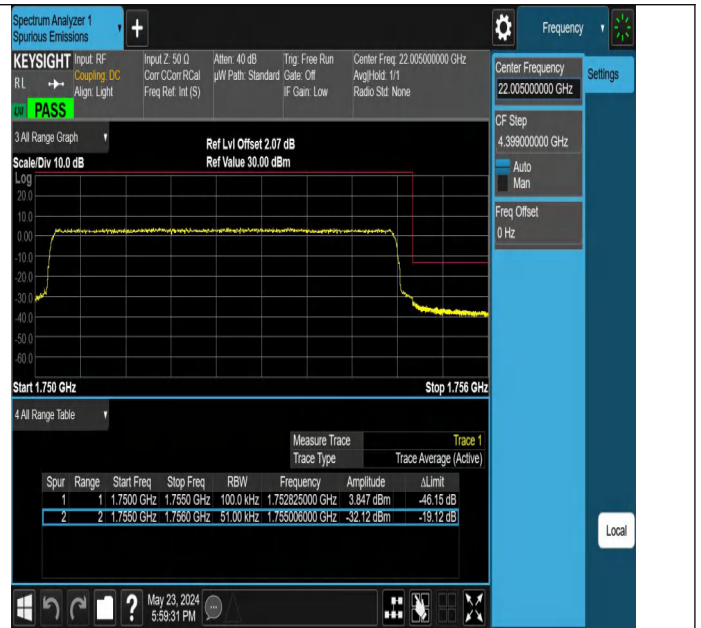 Spectrum Analyzer 1
Spurious Emissions
+
Frequency
KEYSIGHT Input: RF Input Z: 50 Ω Atten: 40 dB Trig: Free Run Center Freq: 22.005000000 GHz
RL Coupling: DC Corr CCorr RCal µW Path: Standard Gate: Off Avg|Hold: 1/1
Align: Light Freq Ref: Int (S) IF Gain: Low Radio Std: None
LXI PASS
Center Frequency
22.005000000 GHz
Settings
CF Step
4.399000000 GHz
Auto
Man
Freq Offset
0 Hz
3 All Range Graph
Ref Lvl Offset 2.07 dB
Scale/Div 10.0 dB Ref Value 30.00 dBm
Log
20.0
10.0
0.00
-10.0
-20.0
-30.0
-40.0
-50.0
-60.0
Start 1.750 GHz Stop 1.756 GHz
4 All Range Table
Measure Trace Trace 1
Trace Type Trace Average (Active)
Spur Range Start Freq Stop Freq RBW Frequency Amplitude ΔLimit
1 1 1.7500 GHz 1.7550 GHz 100.0 kHz 1.752825000 GHz 3.847 dBm -46.15 dB
2 2 1.7550 GHz 1.7560 GHz 51.00 kHz 1.755006000 GHz -32.12 dBm -19.12 dB
Local
? May 23, 2024
5:59:31 PM